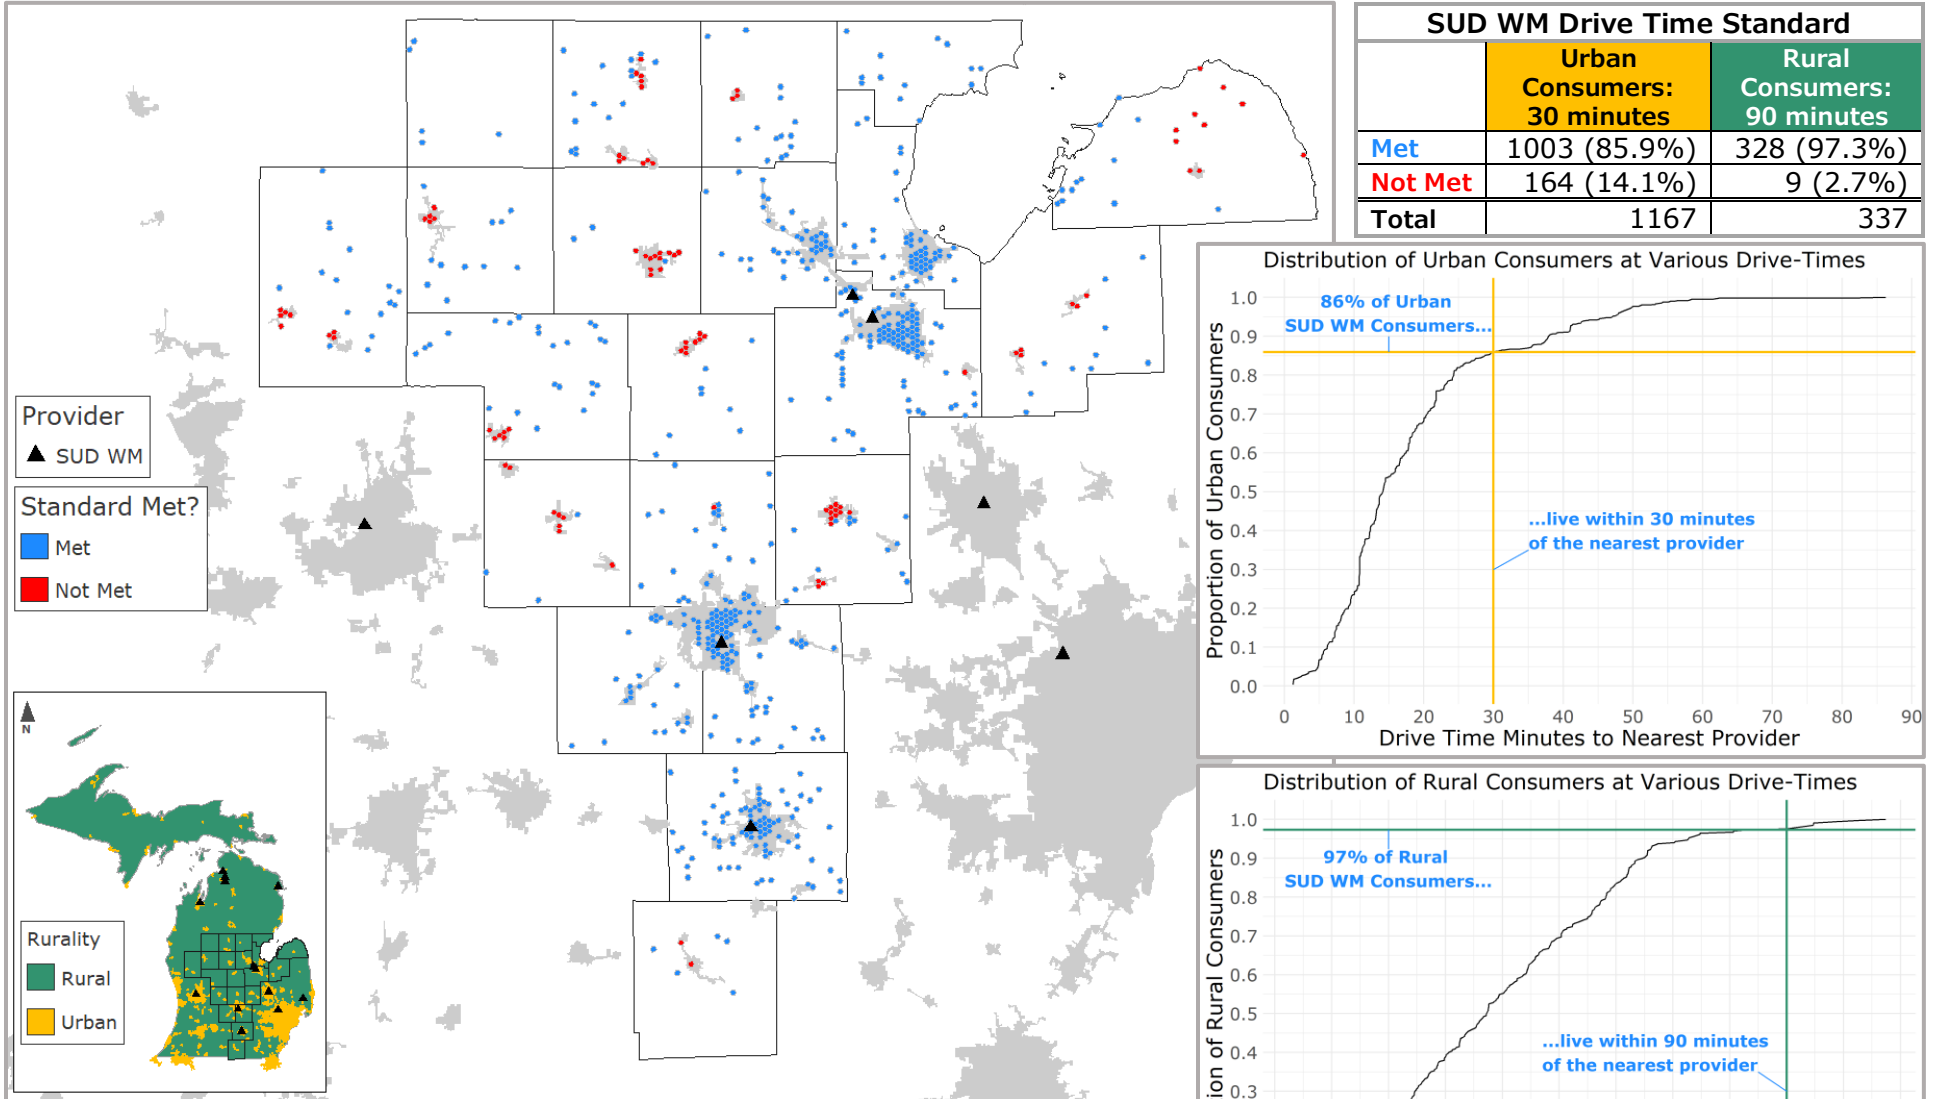 SUD WM Drive Time Standard
Urban Consumers: 30 minutes
Rural Consumers: 90 minutes
Met 1003 (85.9%) 328 (97.3%)
Not Met 164 (14.1%) 9 (2.7%)
Total 1167 337
Provider
SUD WM
Standard Met?
Met
Not Met
N
Rurality
Rural
Urban
Distribution of Urban Consumers at Various Drive-Times
86% of Urban
SUD WM Consumers...
...live within 30 minutes
of the nearest provider
Proportion of Urban Consumers
1.0
0.9
0.8
0.7
0.6
0.5
0.4
0.3
0.2
0.1
0.0
0 10 20 30 40 50 60 70 80 90
Drive Time Minutes to Nearest Provider
Distribution of Rural Consumers at Various Drive-Times
97% of Rural
SUD WM Consumers...
...live within 90 minutes
of the nearest provider
ion of Rural Consumers
1.0
0.9
0.8
0.7
0.6
0.5
0.4
0.3